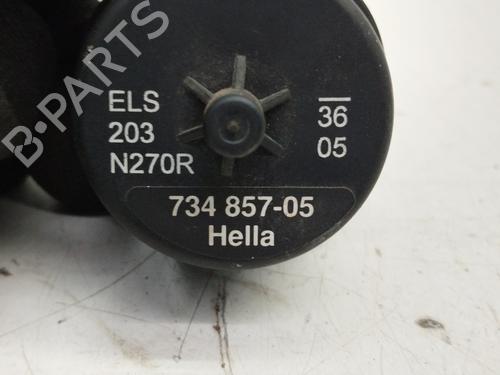 B-PARTS
ELS
203
N270R
36
05
734 857-05
Hella